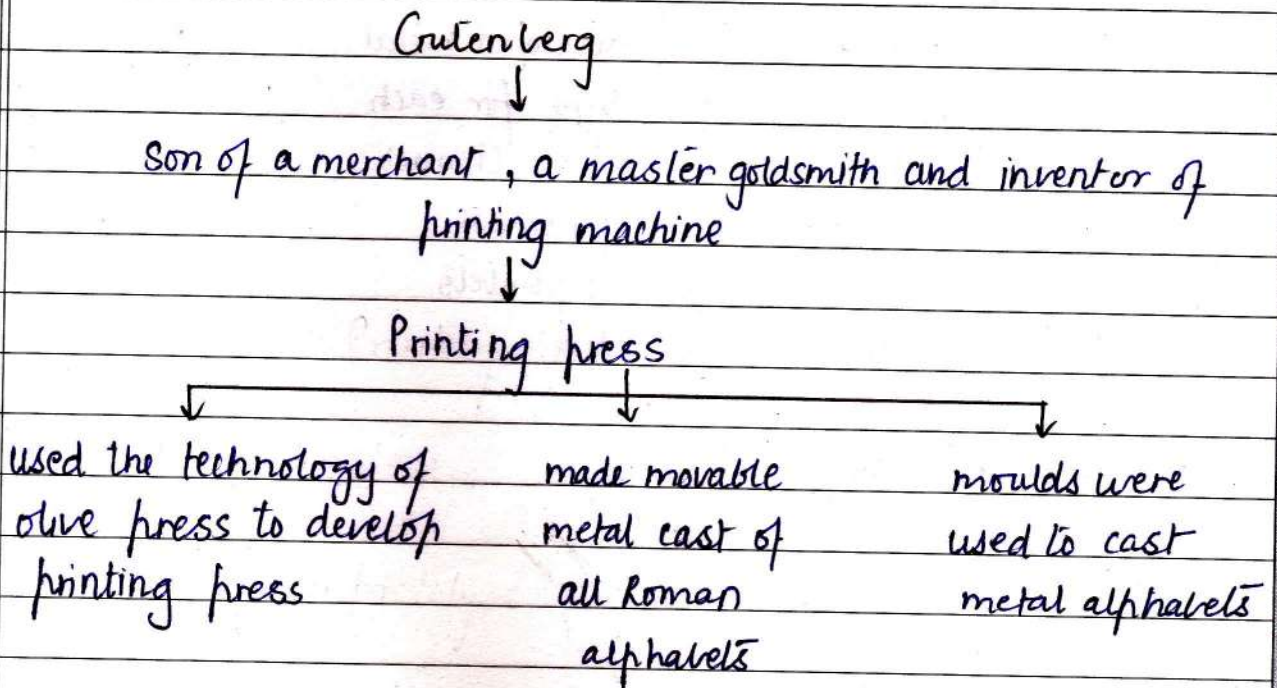 Gutenberg
son of a merchant , a master goldsmith and inventor of
printing machine
Printing press
used the technology of
olive press to develop
printing press
made movable
metal cast of
all Roman
alphabets
moulds were
used to cast
metal alphabets